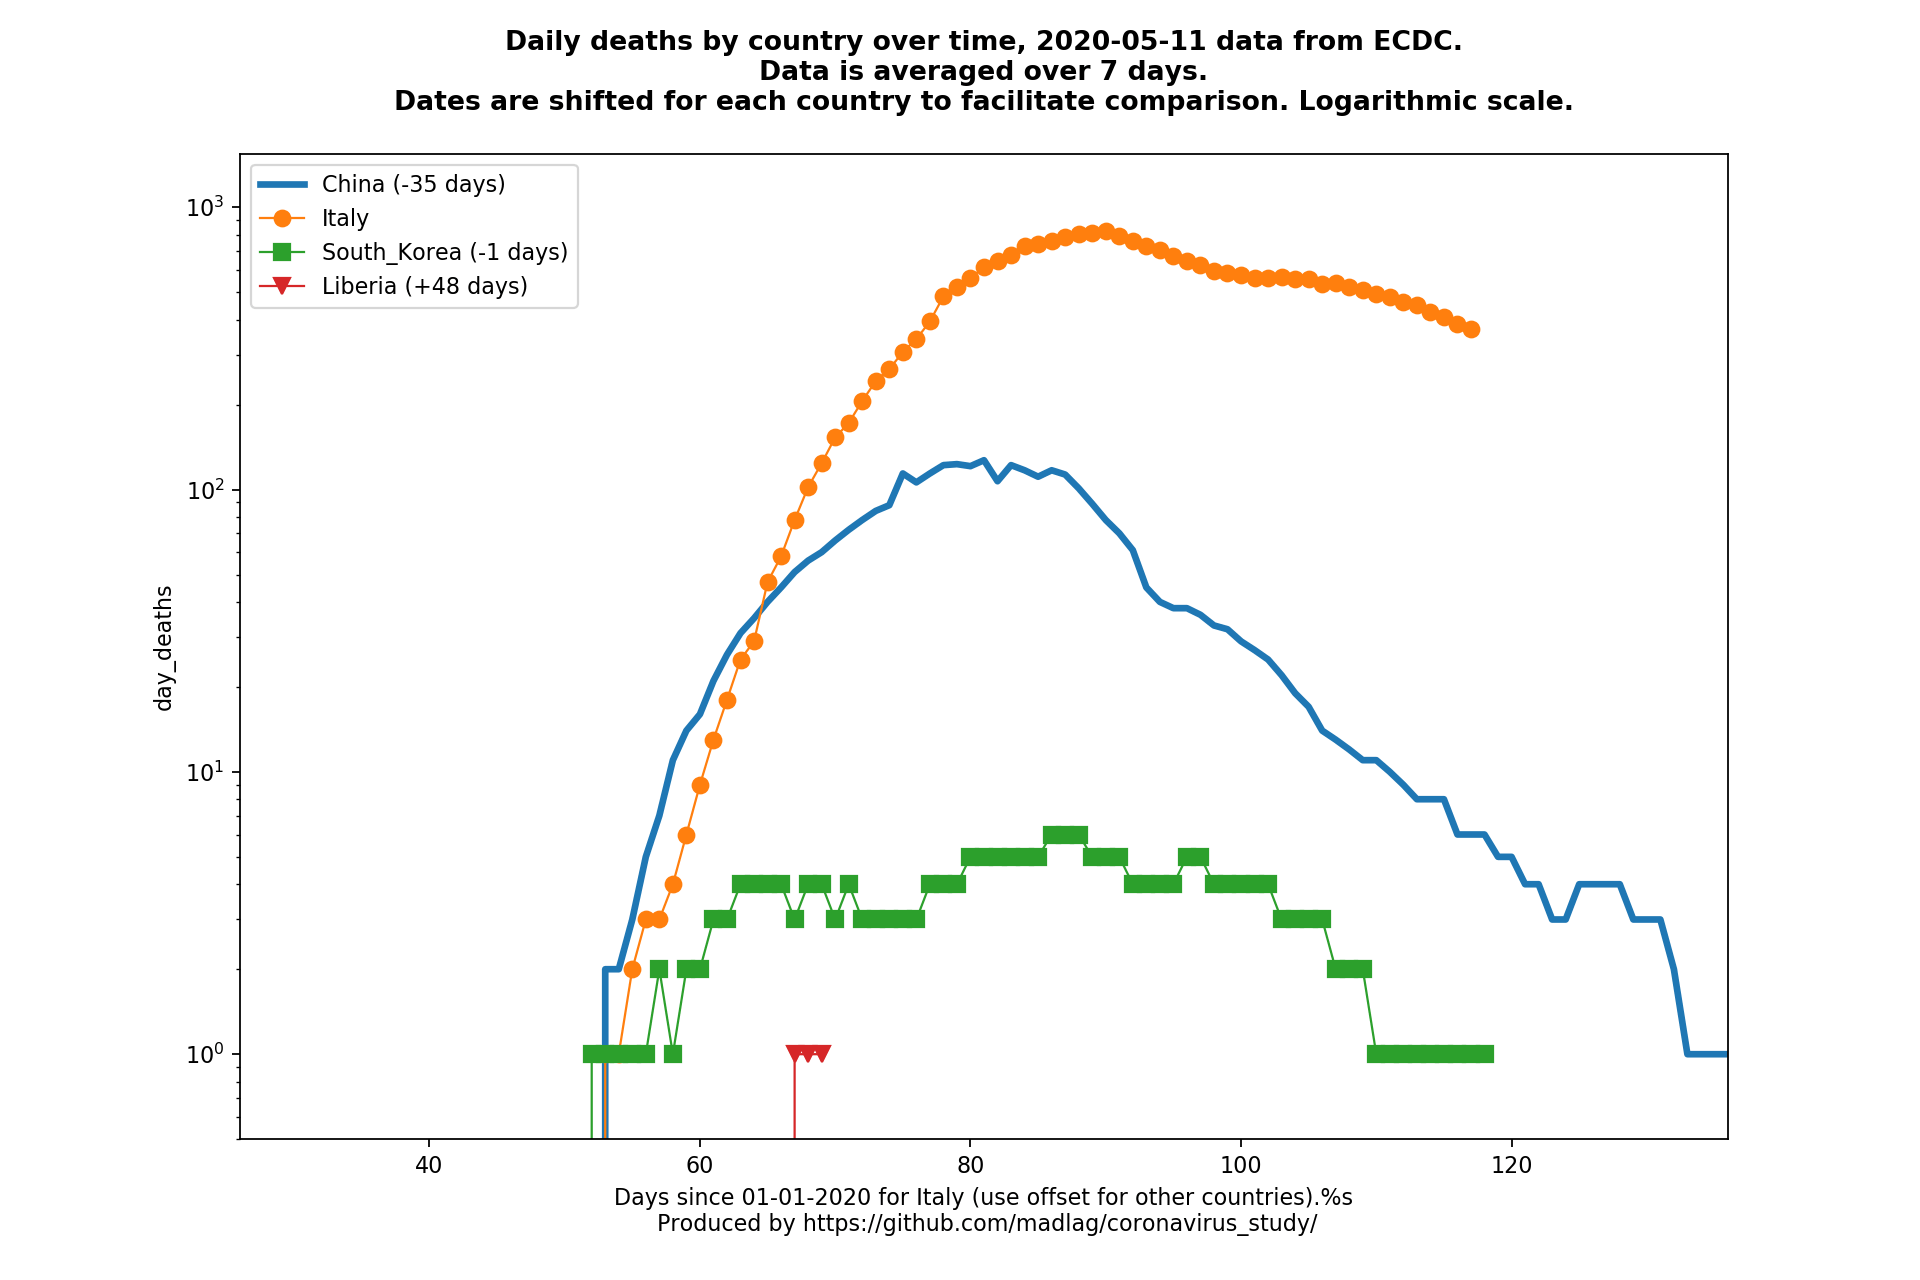 Daily deaths by country over time, 2020-05-11 data from ECDC.
Data is averaged over 7 days.
Dates are shifted for each country to facilitate comparison. Logarithmic scale.
China (-35 days)
Italy
South_Korea (-1 days)
Liberia (+48 days)
10³
10²
10¹
10⁰
day_deaths
40 60 80 100 120
Days since 01-01-2020 for Italy (use offset for other countries).%s
Produced by https://github.com/madlag/coronavirus_study/